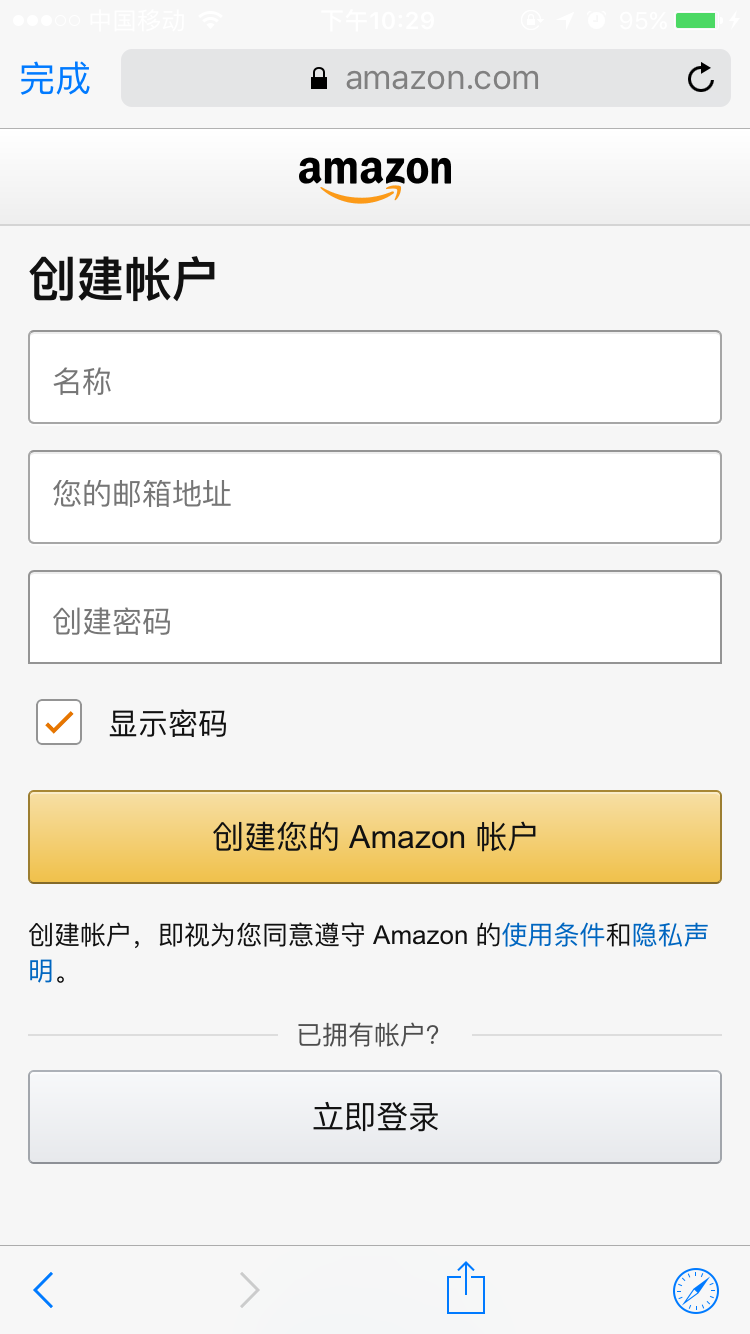 中国移动 下午10:29 95%
完成 amazon.com
amazon
创建帐户
名称
您的邮箱地址
创建密码
显示密码
创建您的 Amazon 帐户
创建帐户，即视为您同意遵守 Amazon 的使用条件和隐私声
明。
已拥有帐户?
立即登录